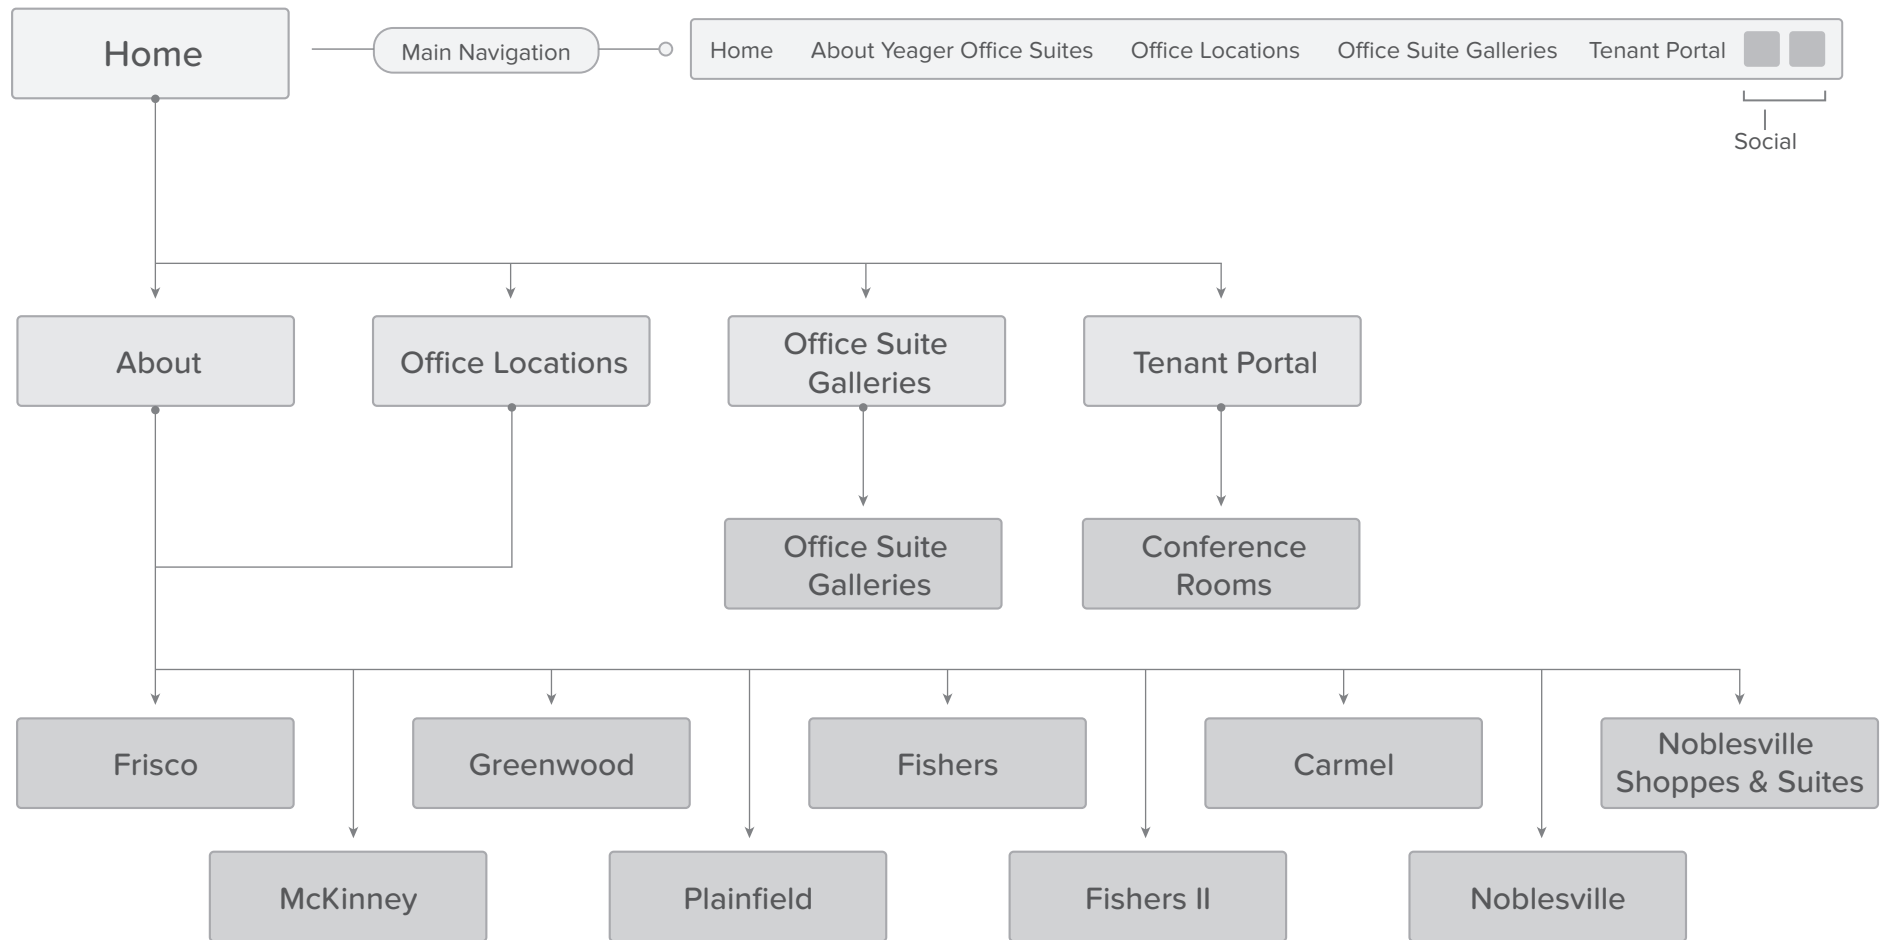 Home
Main Navigation
Home About Yeager Office Suites Office Locations Office Suite Galleries Tenant Portal
Social
About
Office Locations
Office Suite
Galleries
Tenant Portal
Office Suite
Galleries
Conference
Rooms
Frisco
Greenwood
Fishers
Carmel
Noblesville
Shoppes & Suites
McKinney
Plainfield
Fishers II
Noblesville